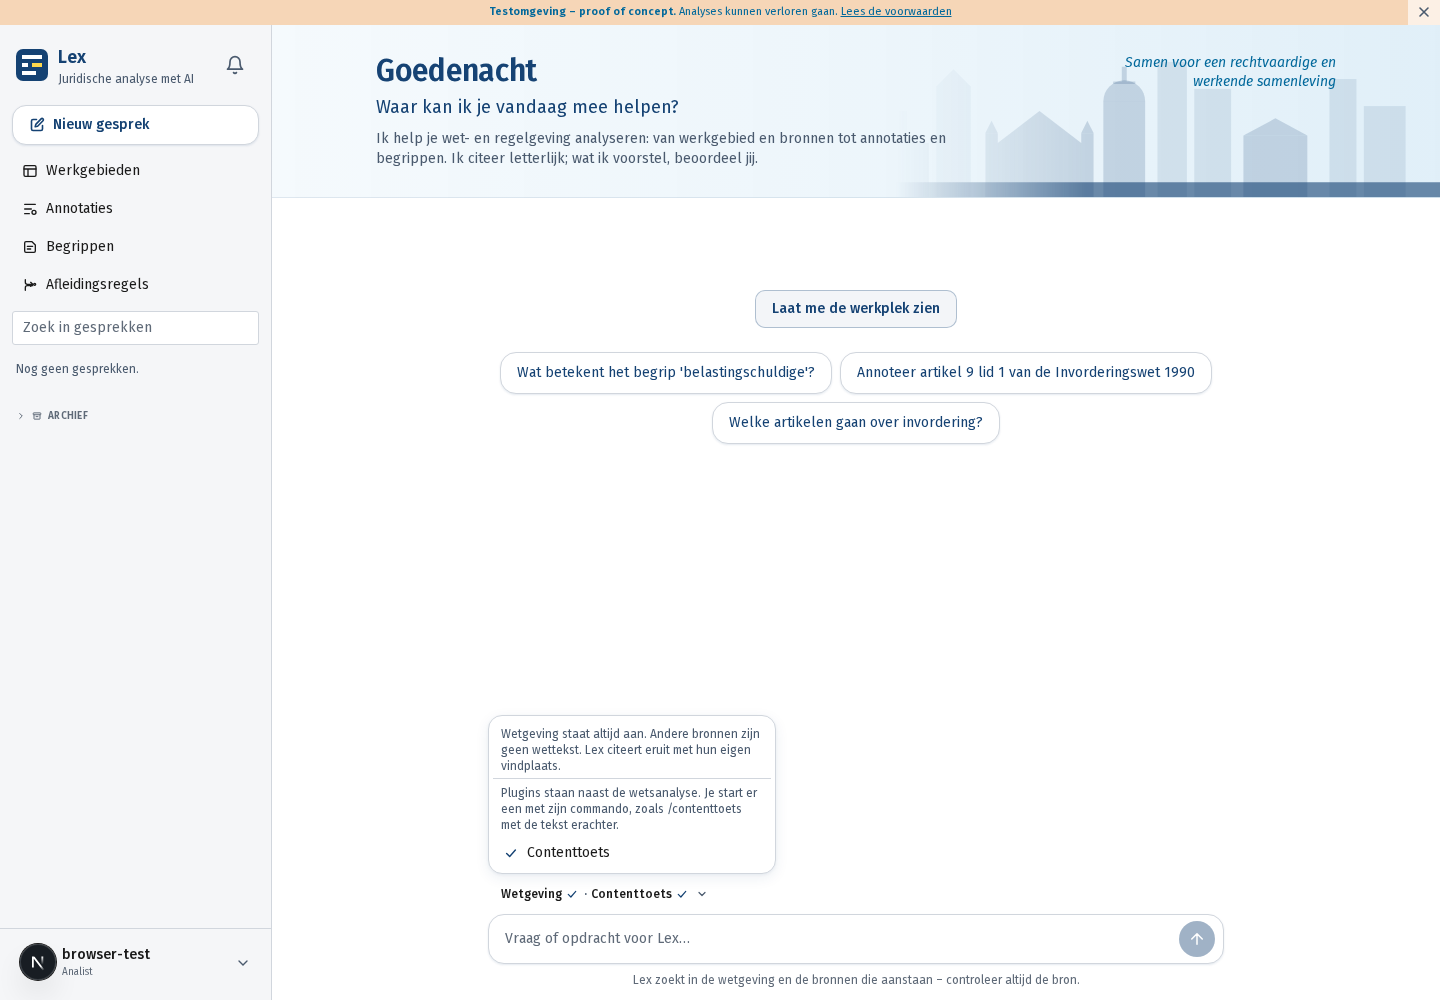 Testomgeving – proof of concept. Analyses kunnen verloren gaan. Lees de voorwaarden
Lex
Juridische analyse met AI
Nieuw gesprek
Werkgebieden
Annotaties
Begrippen
Afleidingsregels
Zoek in gesprekken
Nog geen gesprekken.
ARCHIEF
browser-test
Analist
Goedenacht
Waar kan ik je vandaag mee helpen?
Ik help je wet- en regelgeving analyseren: van werkgebied en bronnen tot annotaties en
begrippen. Ik citeer letterlijk; wat ik voorstel, beoordeel jij.
Samen voor een rechtvaardige en
werkende samenleving
Laat me de werkplek zien
Wat betekent het begrip 'belastingschuldige'?
Annoteer artikel 9 lid 1 van de Invorderingswet 1990
Welke artikelen gaan over invordering?
Wetgeving staat altijd aan. Andere bronnen zijn
geen wettekst. Lex citeert eruit met hun eigen
vindplaats.
Plugins staan naast de wetsanalyse. Je start er
een met zijn commando, zoals /contenttoets
met de tekst erachter.
Contenttoets
Wetgeving · Contenttoets
Vraag of opdracht voor Lex…
Lex zoekt in de wetgeving en de bronnen die aanstaan – controleer altijd de bron.